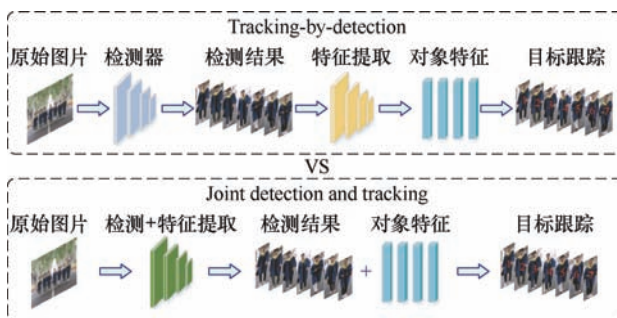 Tracking-by-detection
原始图片 检测器 检测结果 特征提取 对象特征 目标跟踪
VS
Joint detection and tracking
原始图片 检测+特征提取 检测结果 对象特征 目标跟踪
+